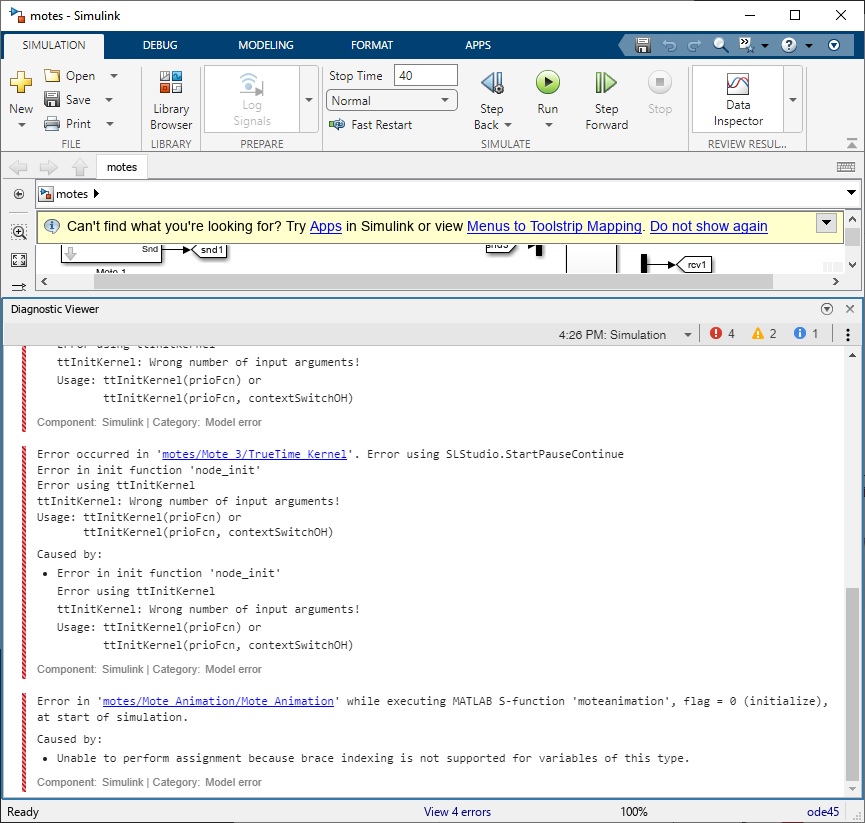 motes - Simulink
SIMULATION DEBUG MODELING FORMAT APPS
New
Open
Save
Print
FILE
Library
Browser
LIBRARY
Log
Signals
PREPARE
Stop Time 40
Normal
Fast Restart
Step
Back
Run
Step
Forward
Stop
SIMULATE
Data
Inspector
REVIEW RESUL...
motes
motes
Can't find what you're looking for? Try Apps in Simulink or view Menus to Toolstrip Mapping. Do not show again
Snd
snd1
Mote 1
snd3
rcv1
Diagnostic Viewer
4:26 PM: Simulation 4 2 1
Error using ttInitKernel
ttInitKernel: Wrong number of input arguments!
Usage: ttInitKernel(prioFcn) or
ttInitKernel(prioFcn, contextSwitchOH)
Component: Simulink | Category: Model error
Error occurred in 'motes/Mote 3/TrueTime Kernel'. Error using SLStudio.StartPauseContinue
Error in init function 'node_init'
Error using ttInitKernel
ttInitKernel: Wrong number of input arguments!
Usage: ttInitKernel(prioFcn) or
ttInitKernel(prioFcn, contextSwitchOH)
Caused by:
• Error in init function 'node_init'
Error using ttInitKernel
ttInitKernel: Wrong number of input arguments!
Usage: ttInitKernel(prioFcn) or
ttInitKernel(prioFcn, contextSwitchOH)
Component: Simulink | Category: Model error
Error in 'motes/Mote Animation/Mote Animation' while executing MATLAB S-function 'moteanimation', flag = 0 (initialize),
at start of simulation.
Caused by:
• Unable to perform assignment because brace indexing is not supported for variables of this type.
Component: Simulink | Category: Model error
Ready View 4 errors 100% ode45